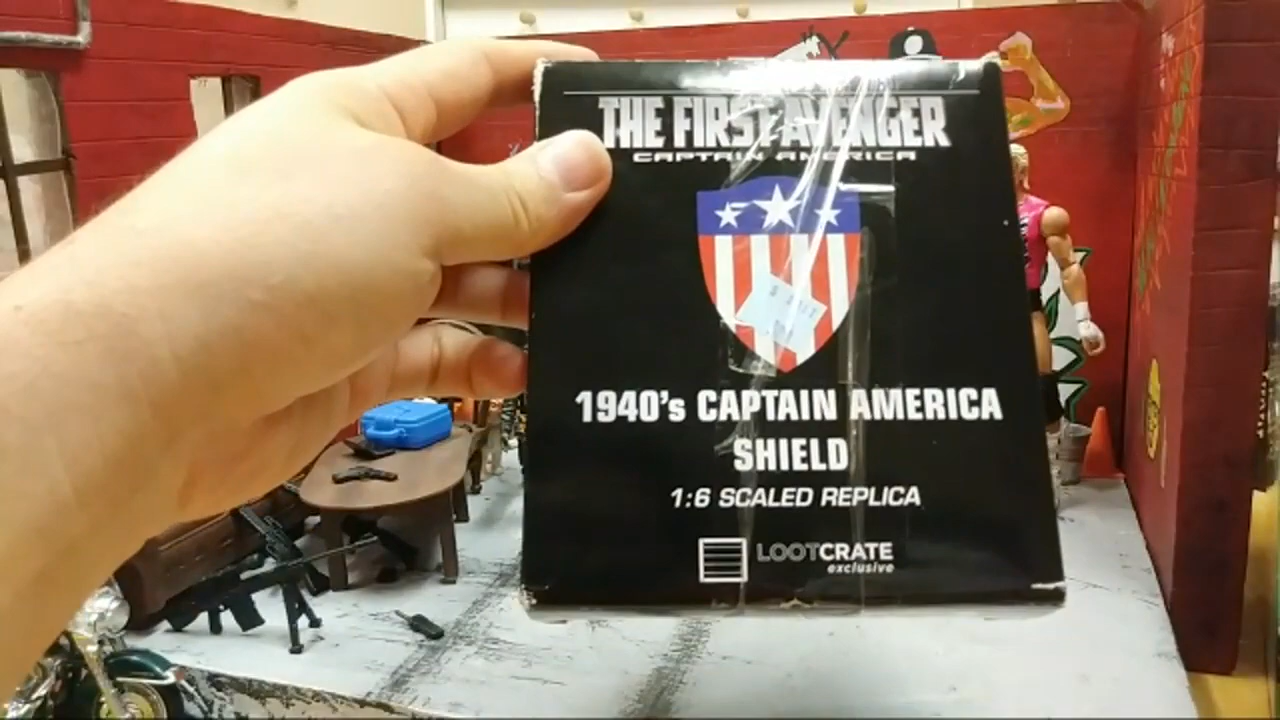 THE FIRST AVENGER
CAPTAIN AMERICA
1940's CAPTAIN AMERICA
SHIELD
1:6 SCALED REPLICA
LOOTCRATE
exclusive